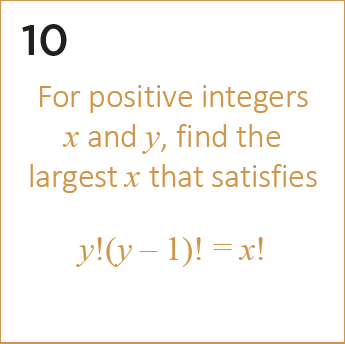 10
For positive integers
x and y, find the
largest x that satisfies
y!(y – 1)! = x!